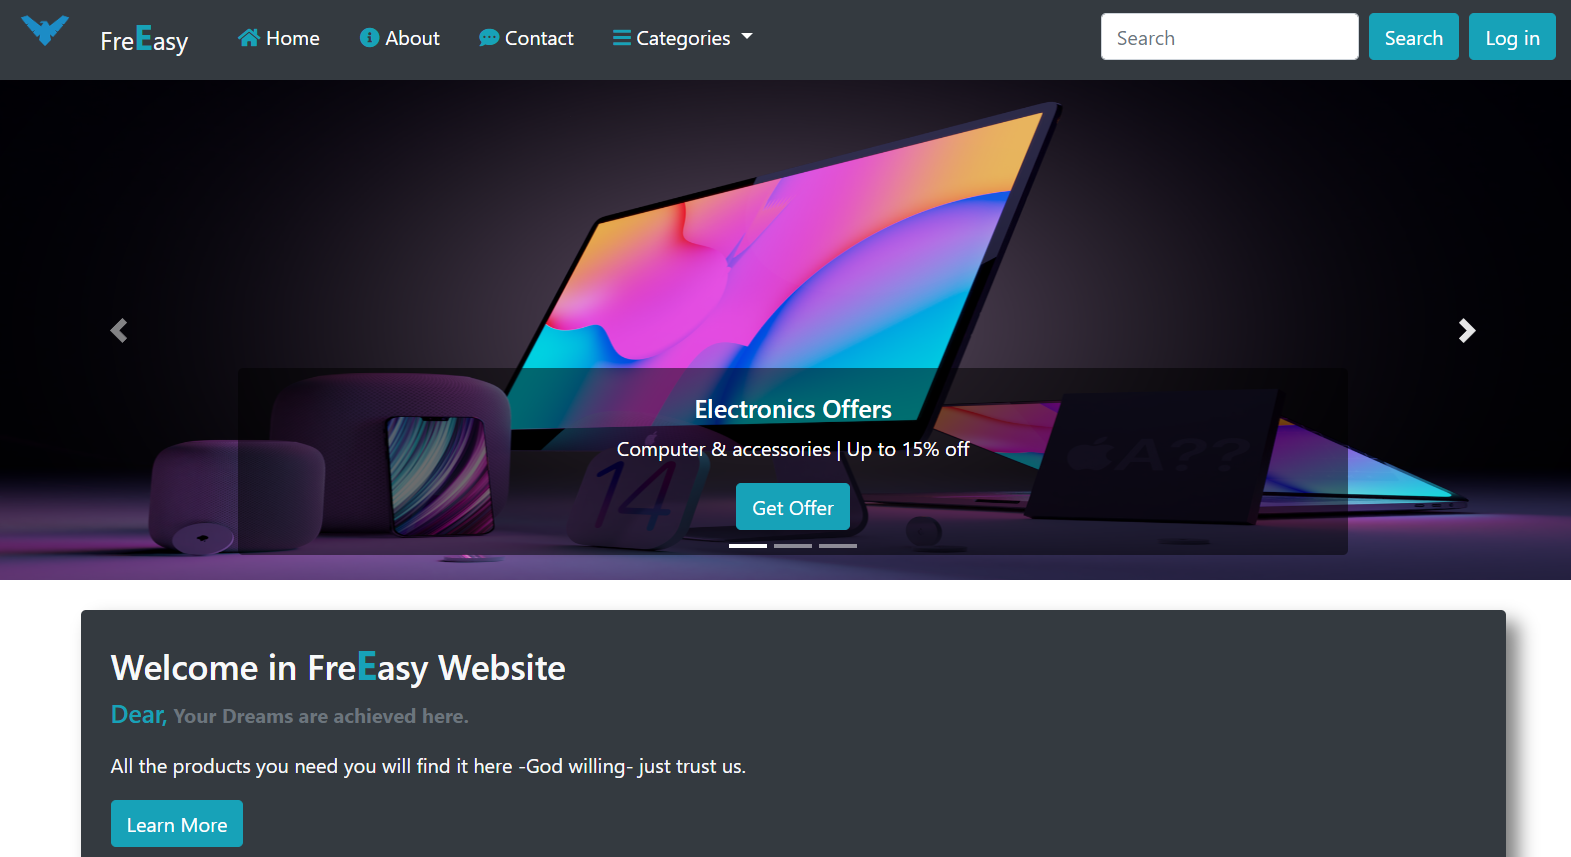 FreEasy
Home
About
Contact
Categories
Search
Search
Log in
14
A??
Electronics Offers
Computer & accessories | Up to 15% off
Get Offer
Welcome in FreEasy Website
Dear, Your Dreams are achieved here.
All the products you need you will find it here -God willing- just trust us.
Learn More